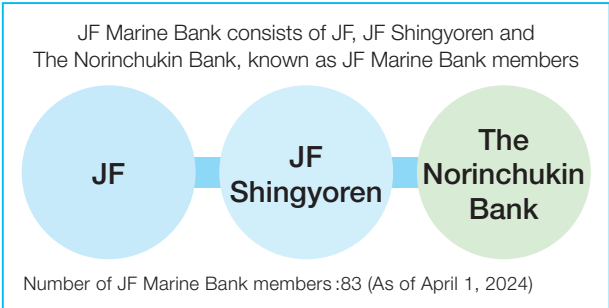 JF Marine Bank consists of JF, JF Shingyoren and
The Norinchukin Bank, known as JF Marine Bank members
JF
JF
Shingyoren
The
Norinchukin
Bank
Number of JF Marine Bank members:83 (As of April 1, 2024)